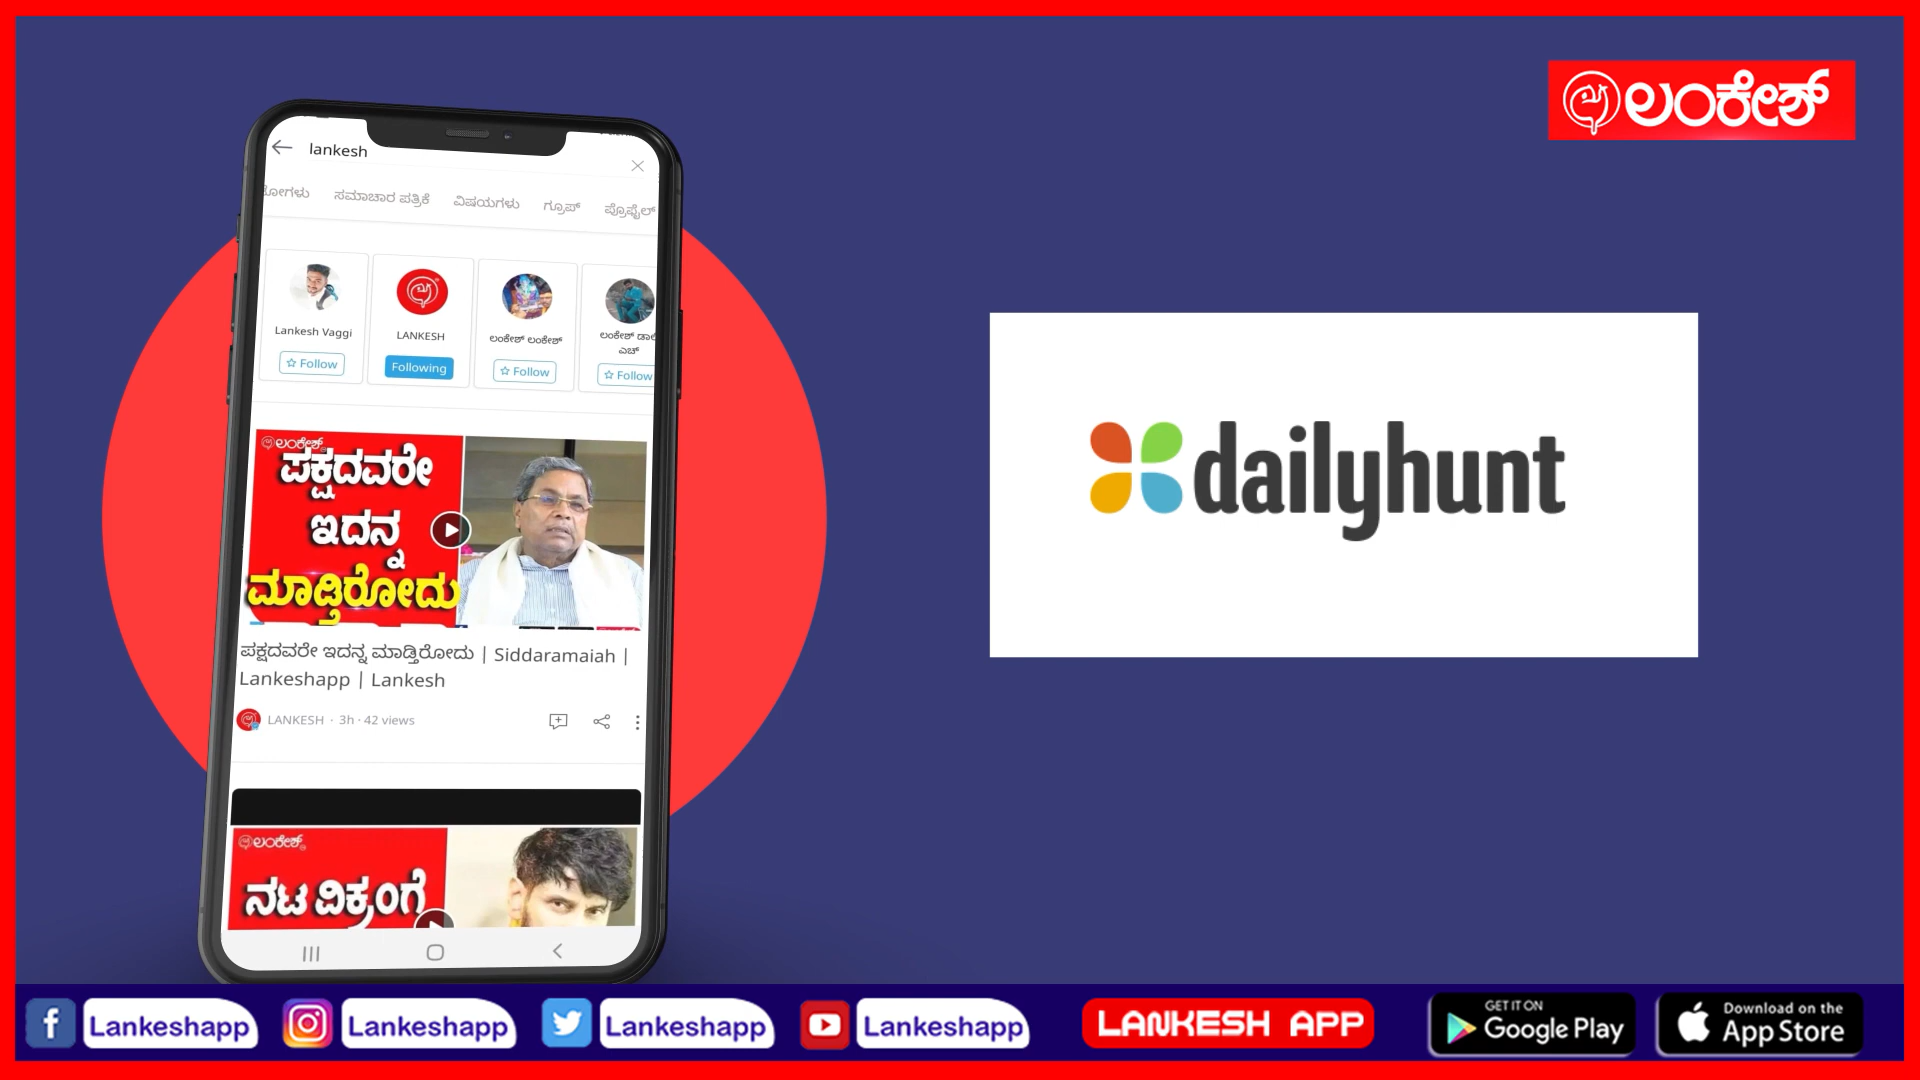 ಲಂಕೇಶ್
lankesh
ಸಮಾಚಾರ ಪತ್ರಿಕೆ ವಿಷಯಗಳು ಗ್ರೂಪ್ ಪ್ರೊಫೈಲ್
Lankesh Vaggi
LANKESH
ಲಂಕೇಶ್ ಲಂಕೇಶ್
ಲಂಕೇಶ್
ಎಚ್
Follow
Following
Follow
Follow
ಲಂಕೇಶ್
ಪಕ್ಷದವರೇ
ಇದನ್ನ
ಮಾಡ್ತಿರೋದು
ಪಕ್ಷದವರೇ ಇದನ್ನ ಮಾಡ್ತಿರೋದು | Siddaramaiah |
Lankeshapp | Lankesh
LANKESH · 3h · 42 views
ಲಂಕೇಶ್
ನಟ ವಿಕ್ರಂಗೆ
dailyhunt
Lankeshapp
Lankeshapp
Lankeshapp
Lankeshapp
LANKESH APP
GET IT ON
Google Play
Download on the
App Store